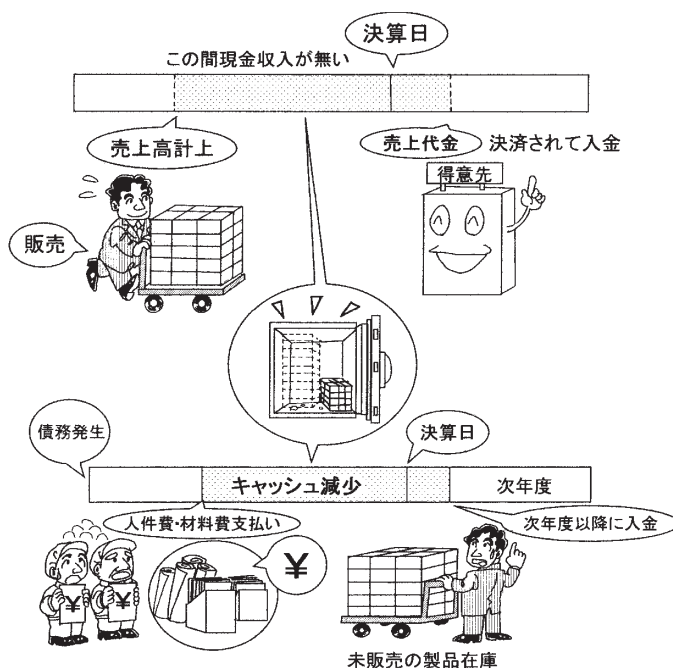 決算日
この間現金収入が無い
売上高計上
売上代金
決済されて入金
得意先
販売
債務発生
決算日
キャッシュ減少
次年度
人件費・材料費支払い
次年度以降に入金
¥
¥
¥
未販売の製品在庫